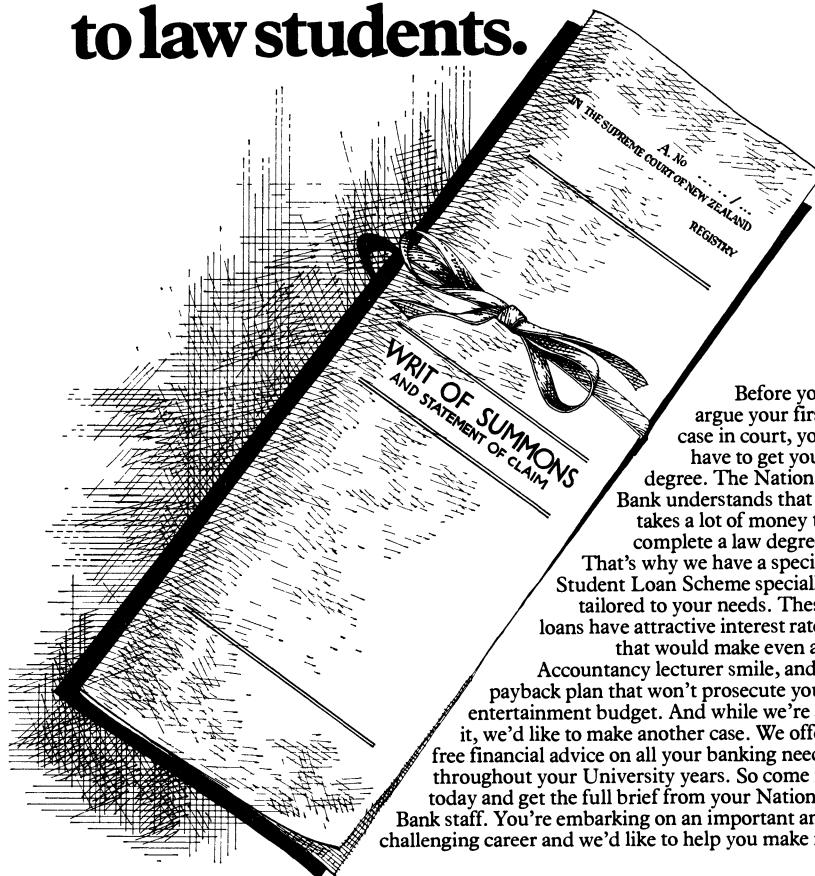 to law students.
A. No ... .. / ...
IN THE SUPREME COURT OF NEW ZEALAND
REGISTRY
WRIT OF SUMMONS
AND STATEMENT OF CLAIM
Before yo
argue your firs
case in court, yo
have to get you
degree. The Nation
Bank understands that
takes a lot of money t
complete a law degre
That's why we have a speci
Student Loan Scheme speciall
tailored to your needs. Thes
loans have attractive interest rate
that would make even a
Accountancy lecturer smile, and
payback plan that won't prosecute you
entertainment budget. And while we're
it, we'd like to make another case. We offe
free financial advice on all your banking need
throughout your University years. So come
today and get the full brief from your Nation
Bank staff. You're embarking on an important an
challenging career and we'd like to help you make